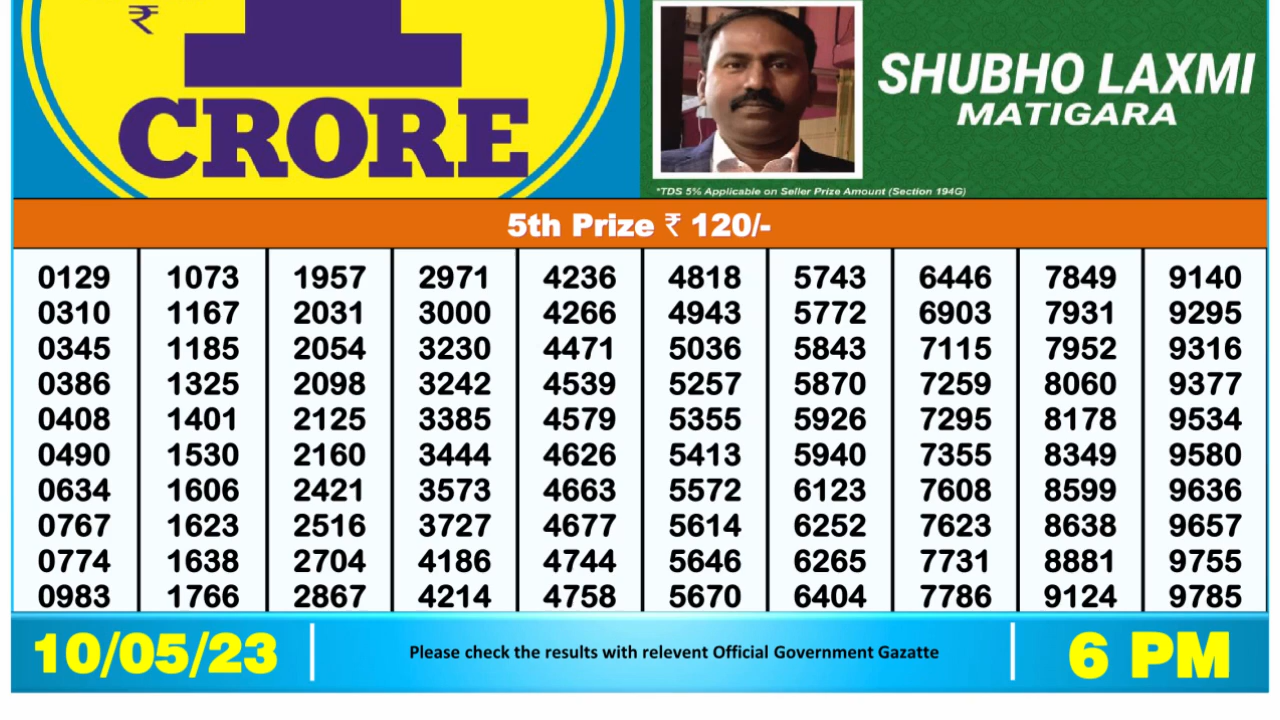 ₹
1
CRORE
SHUBHO LAXMI
MATIGARA
*TDS 5% Applicable on Seller Prize Amount (Section 194G)
5th Prize ₹ 120/-
0129 1073 1957 2971 4236 4818 5743 6446 7849 9140
0310 1167 2031 3000 4266 4943 5772 6903 7931 9295
0345 1185 2054 3230 4471 5036 5843 7115 7952 9316
0386 1325 2098 3242 4539 5257 5870 7259 8060 9377
0408 1401 2125 3385 4579 5355 5926 7295 8178 9534
0490 1530 2160 3444 4626 5413 5940 7355 8349 9580
0634 1606 2421 3573 4663 5572 6123 7608 8599 9636
0767 1623 2516 3727 4677 5614 6252 7623 8638 9657
0774 1638 2704 4186 4744 5646 6265 7731 8881 9755
0983 1766 2867 4214 4758 5670 6404 7786 9124 9785
10/05/23
Please check the results with relevent Official Government Gazatte
6 PM